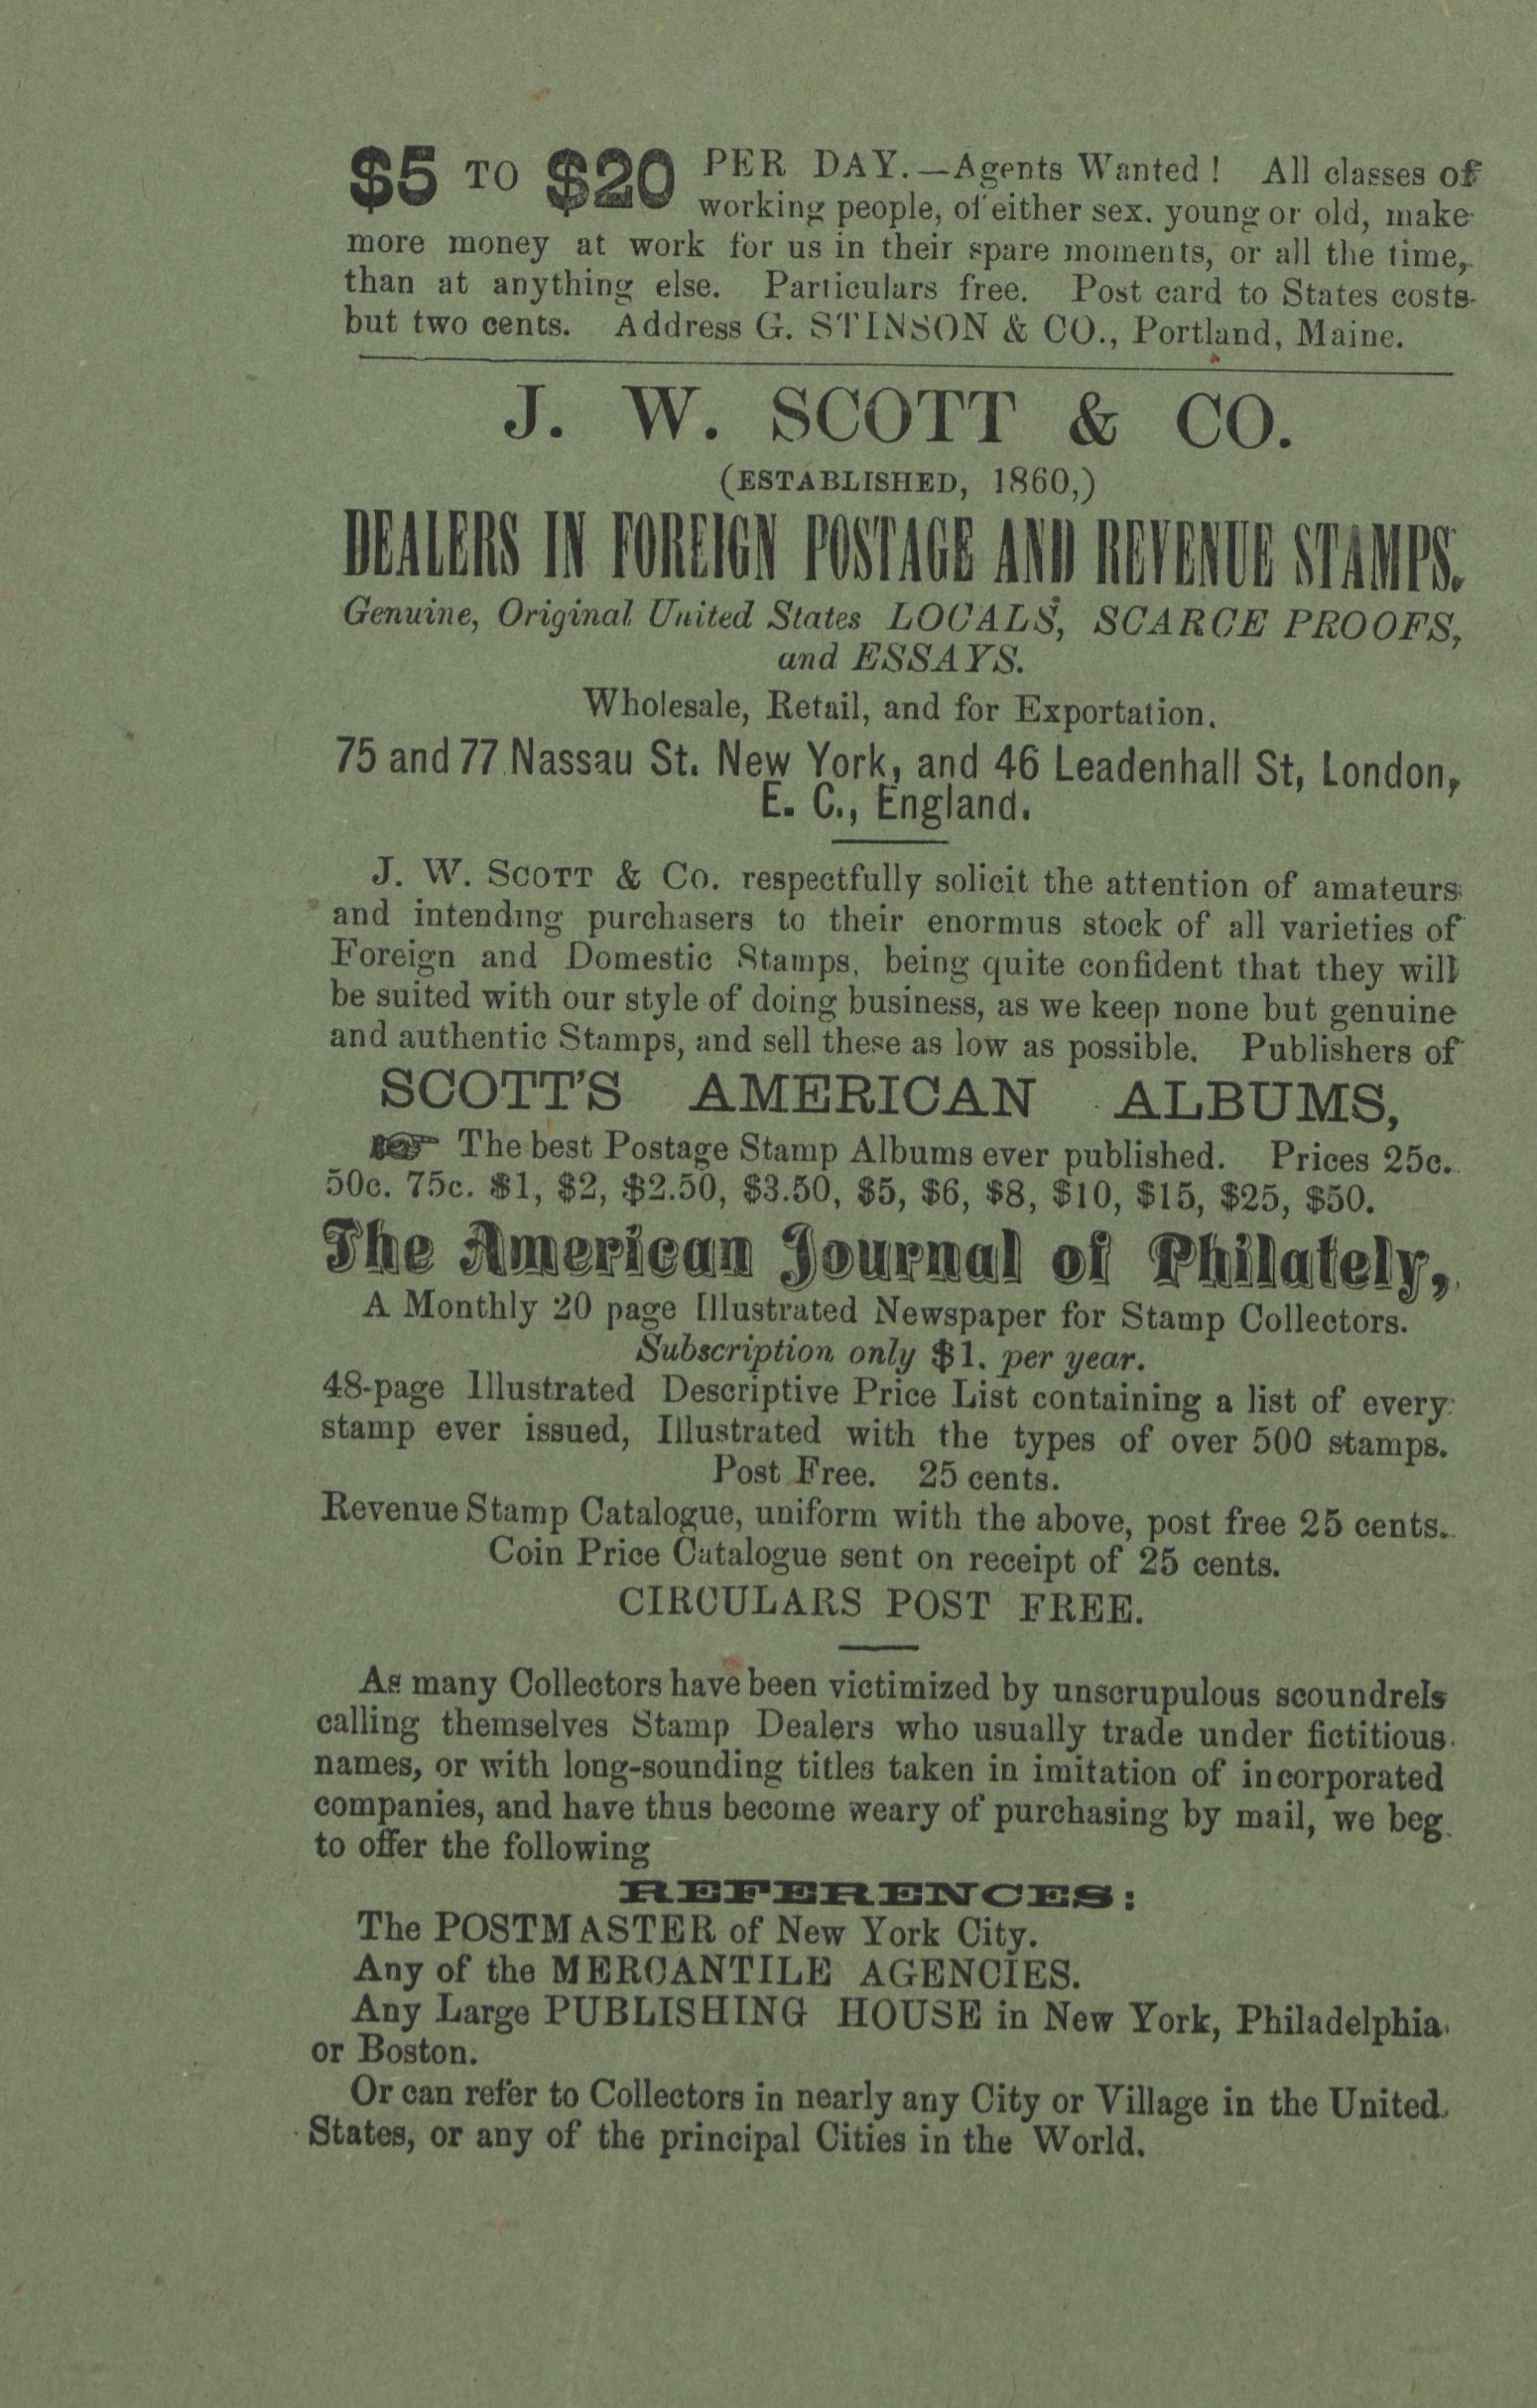 $5 TO $20 PER DAY.—Agents Wanted! All classes of
working people, of either sex. young or old, make
more money at work for us in their spare moments, or all the time,
than at anything else. Particulars free. Post card to States costs
but two cents. Address G. STINSON & CO., Portland, Maine.
J. W. SCOTT & CO.
(ESTABLISHED, 1860,)
DEALERS IN FOREIGN POSTAGE AND REVENUE STAMPS.
Genuine, Original United States LOCALS, SCARCE PROOFS,
and ESSAYS.
Wholesale, Retail, and for Exportation.
75 and 77 Nassau St. New York, and 46 Leadenhall St, London,
E. C., England.
J. W. SCOTT & Co. respectfully solicit the attention of amateurs
and intending purchasers to their enormus stock of all varieties of
Foreign and Domestic Stamps, being quite confident that they will
be suited with our style of doing business, as we keep none but genuine
and authentic Stamps, and sell these as low as possible. Publishers of
SCOTT'S AMERICAN ALBUMS,
☞ The best Postage Stamp Albums ever published. Prices 25c.
50c. 75c. $1, $2, $2.50, $3.50, $5, $6, $8, $10, $15, $25, $50.
The American Journal of Philately,
A Monthly 20 page Illustrated Newspaper for Stamp Collectors.
Subscription only $1. per year.
48-page Illustrated Descriptive Price List containing a list of every
stamp ever issued, Illustrated with the types of over 500 stamps.
Post Free. 25 cents.
Revenue Stamp Catalogue, uniform with the above, post free 25 cents.
Coin Price Catalogue sent on receipt of 25 cents.
CIRCULARS POST FREE.
As many Collectors have been victimized by unscrupulous scoundrels
calling themselves Stamp Dealers who usually trade under fictitious
names, or with long-sounding titles taken in imitation of incorporated
companies, and have thus become weary of purchasing by mail, we beg
to offer the following
REFERENCES:
The POSTMASTER of New York City.
Any of the MERCANTILE AGENCIES.
Any Large PUBLISHING HOUSE in New York, Philadelphia
or Boston.
Or can refer to Collectors in nearly any City or Village in the United
States, or any of the principal Cities in the World.